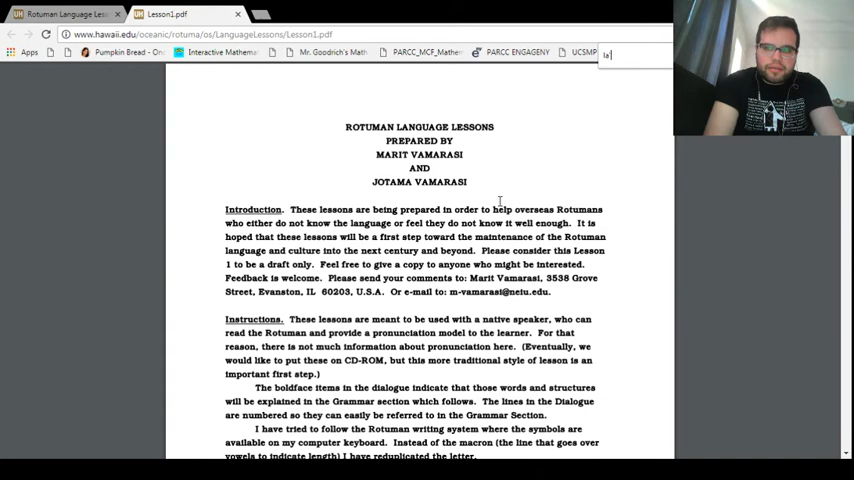 Rotuman Language Less
Lesson1.pdf
www.hawaii.edu/oceanic/rotuma/os/LanguageLessons/Lesson1.pdf
Apps
Pumpkin Bread - Onc
Interactive Mathema
Mr. Goodrich's Math
PARCC_MCF_Mathem
PARCC ENGAGENY
UCSMP
la'
ROTUMAN LANGUAGE LESSONS
PREPARED BY
MARIT VAMARASI
AND
JOTAMA VAMARASI
Introduction. These lessons are being prepared in order to help overseas Rotumans
who either do not know the language or feel they do not know it well enough. It is
hoped that these lessons will be a first step toward the maintenance of the Rotuman
language and culture into the next century and beyond. Please consider this Lesson
1 to be a draft only. Feel free to give a copy to anyone who might be interested.
Feedback is welcome. Please send your comments to: Marit Vamarasi, 3538 Grove
Street, Evanston, IL 60203, U.S.A. Or e-mail to: m-vamarasi@neiu.edu.
Instructions. These lessons are meant to be used with a native speaker, who can
read the Rotuman and provide a pronunciation model to the learner. For that
reason, there is not much information about pronunciation here. (Eventually, we
would like to put these on CD-ROM, but this more traditional style of lesson is an
important first step.)
The boldface items in the dialogue indicate that those words and structures
will be explained in the Grammar section which follows. The lines in the Dialogue
are numbered so they can easily be referred to in the Grammar Section.
I have tried to follow the Rotuman writing system where the symbols are
available on my computer keyboard. Instead of the macron (the line that goes over
vowels to indicate length) I have reduplicated the letter.